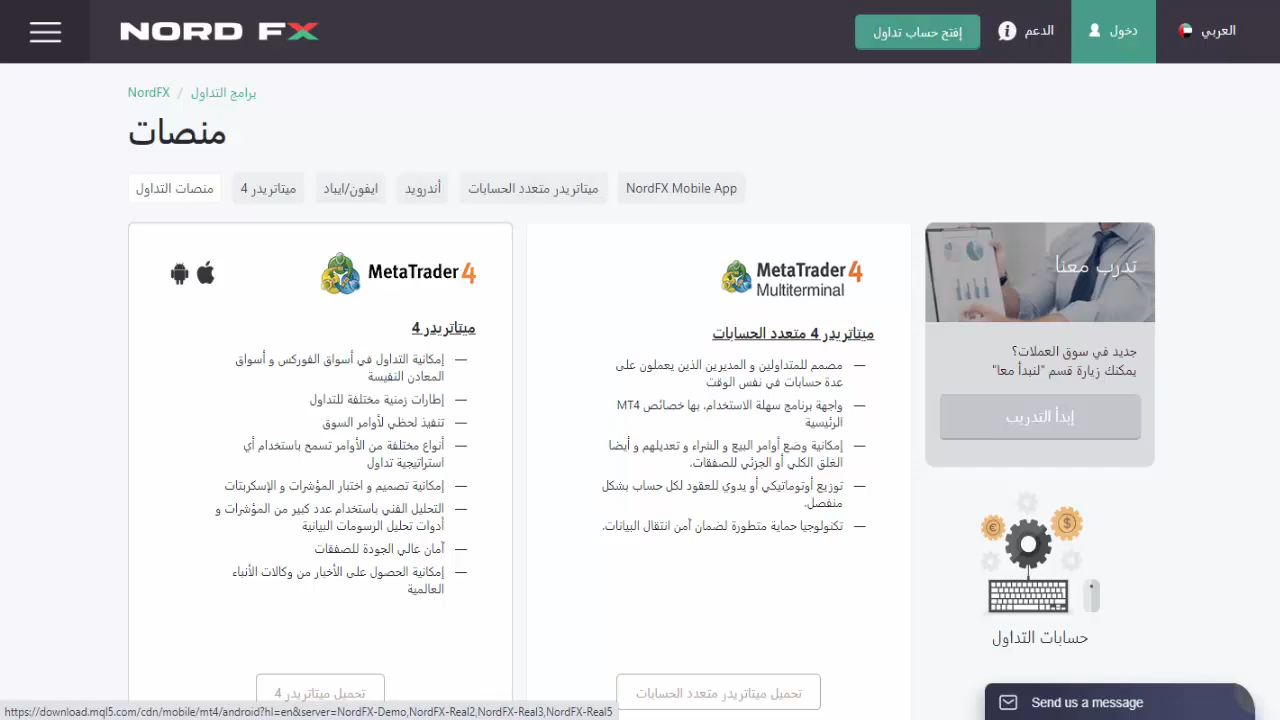 NORD FX
إفتح حساب تداول
الدعم
دخول
العربي
NordFX / برامج التداول
منصات
منصات التداول
ميتاتريدر 4
ايفون/ايباد
أندرويد
ميتاتريدر متعدد الحسابات
NordFX Mobile App
MetaTrader 4
ميتاتريدر 4
— إمكانية التداول في أسواق الفوركس و أسواق
المعادن النفيسة
— إطارات زمنية مختلفة للتداول
— تنفيذ لحظي لأوامر السوق
— أنواع مختلفة من الأوامر تسمح باستخدام أي
استراتيجية تداول
— إمكانية تصميم و اختبار المؤشرات و الإسكربتات
— التحليل الفني باستخدام عدد كبير من المؤشرات و
أدوات تحليل الرسومات البيانية
— آمان عالي الجودة للصفقات
— إمكانية الحصول على الأخبار من وكالات الأنباء
العالمية
تحميل ميتاتريدر 4
MetaTrader 4
Multiterminal
ميتاتريدر 4 متعدد الحسابات
— مصمم للمتداولين و المديرين الذين يعملون على
عدة حسابات في نفس الوقت
— واجهة برنامج سهلة الاستخدام، بها خصائص MT4
الرئيسية
— إمكانية وضع أوامر البيع و الشراء و تعديلهم و أيضا
الغلق الكلي أو الجزئي للصفقات.
— توزيع أوتوماتيكي أو يدوي للعقود لكل حساب بشكل
منفصل.
— تكنولوجيا حماية متطورة لضمان آمن انتقال البيانات.
تحميل ميتاتريدر متعدد الحسابات
تدرب معنا
جديد في سوق العملات؟
يمكنك زيارة قسم "لنبدأ معا"
إبدأ التدريب
حسابات التداول
Send us a message
https://download.mql5.com/cdn/mobile/mt4/android?hl=en&server=NordFX-Demo,NordFX-Real2,NordFX-Real3,NordFX-Real5